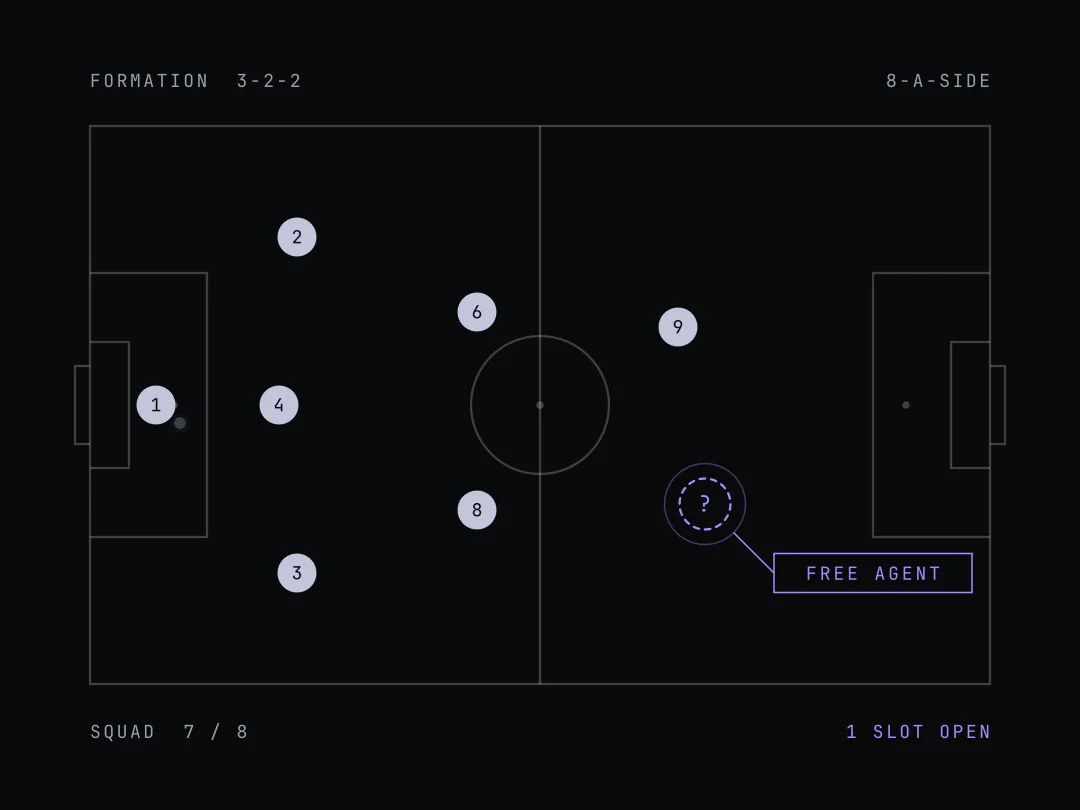 FORMATION 3-2-2
8-A-SIDE
2
6
9
1
4
?
8
3
FREE AGENT
SQUAD 7 / 8
1 SLOT OPEN